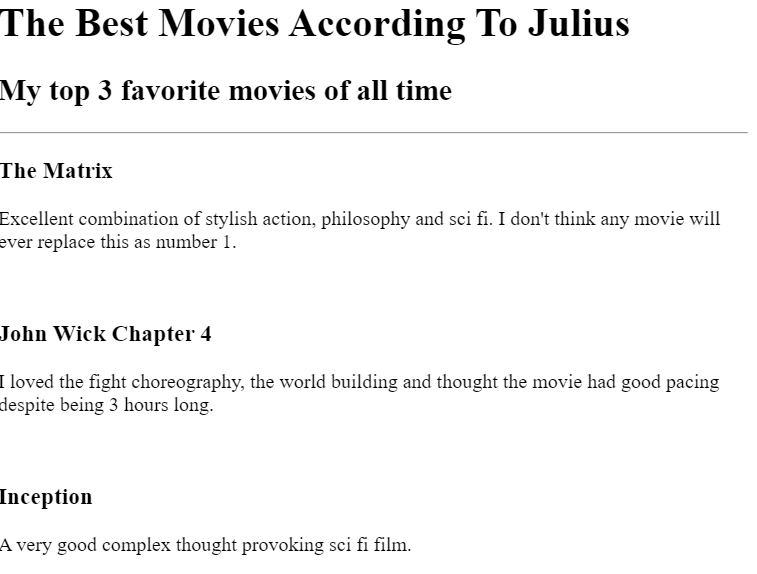 The Best Movies According To Julius
My top 3 favorite movies of all time
The Matrix
Excellent combination of stylish action, philosophy and sci fi. I don't think any movie will
ever replace this as number 1.
John Wick Chapter 4
I loved the fight choreography, the world building and thought the movie had good pacing
despite being 3 hours long.
Inception
A very good complex thought provoking sci fi film.